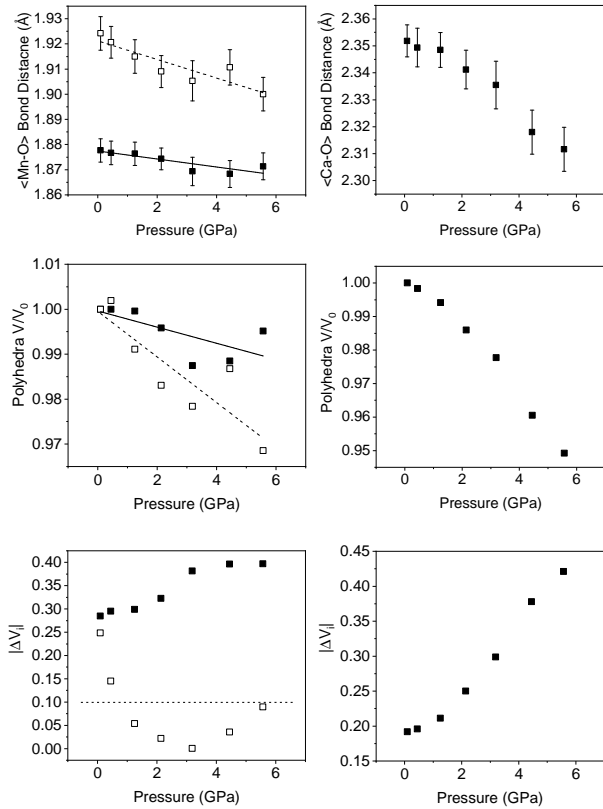 <Mn-O> Bond Distacne (Å)
1.93
1.92
1.91
1.90
1.89
1.88
1.87
1.86
0 2 4 6
Pressure (GPa)
<Ca-O> Bond Distance (Å)
2.36
2.35
2.34
2.33
2.32
2.31
2.30
0 2 4 6
Pressure (GPa)
Polyhedra V/V0
1.01
1.00
0.99
0.98
0.97
0 2 4 6
Pressure (GPa)
Polyhedra V/V0
1.00
0.99
0.98
0.97
0.96
0.95
0 2 4 6
Pressure (GPa)
|ΔVi|
0.40
0.35
0.30
0.25
0.20
0.15
0.10
0.05
0.00
0 2 4 6
Pressure (GPa)
|ΔVi|
0.45
0.40
0.35
0.30
0.25
0.20
0.15
0 2 4 6
Pressure (GPa)